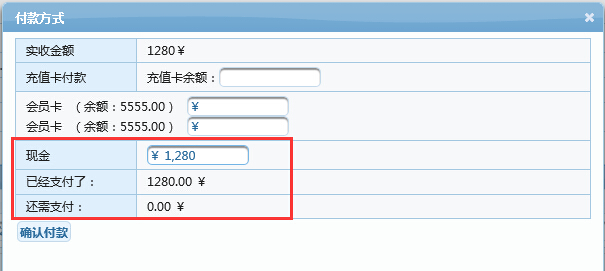 付款方式
实收金额 1280￥
充值卡付款 充值卡余额：
会员卡 （余额：5555.00） ￥
会员卡 （余额：5555.00） ￥
现金 ￥ 1,280
已经支付了： 1280.00 ￥
还需支付： 0.00 ￥
确认付款